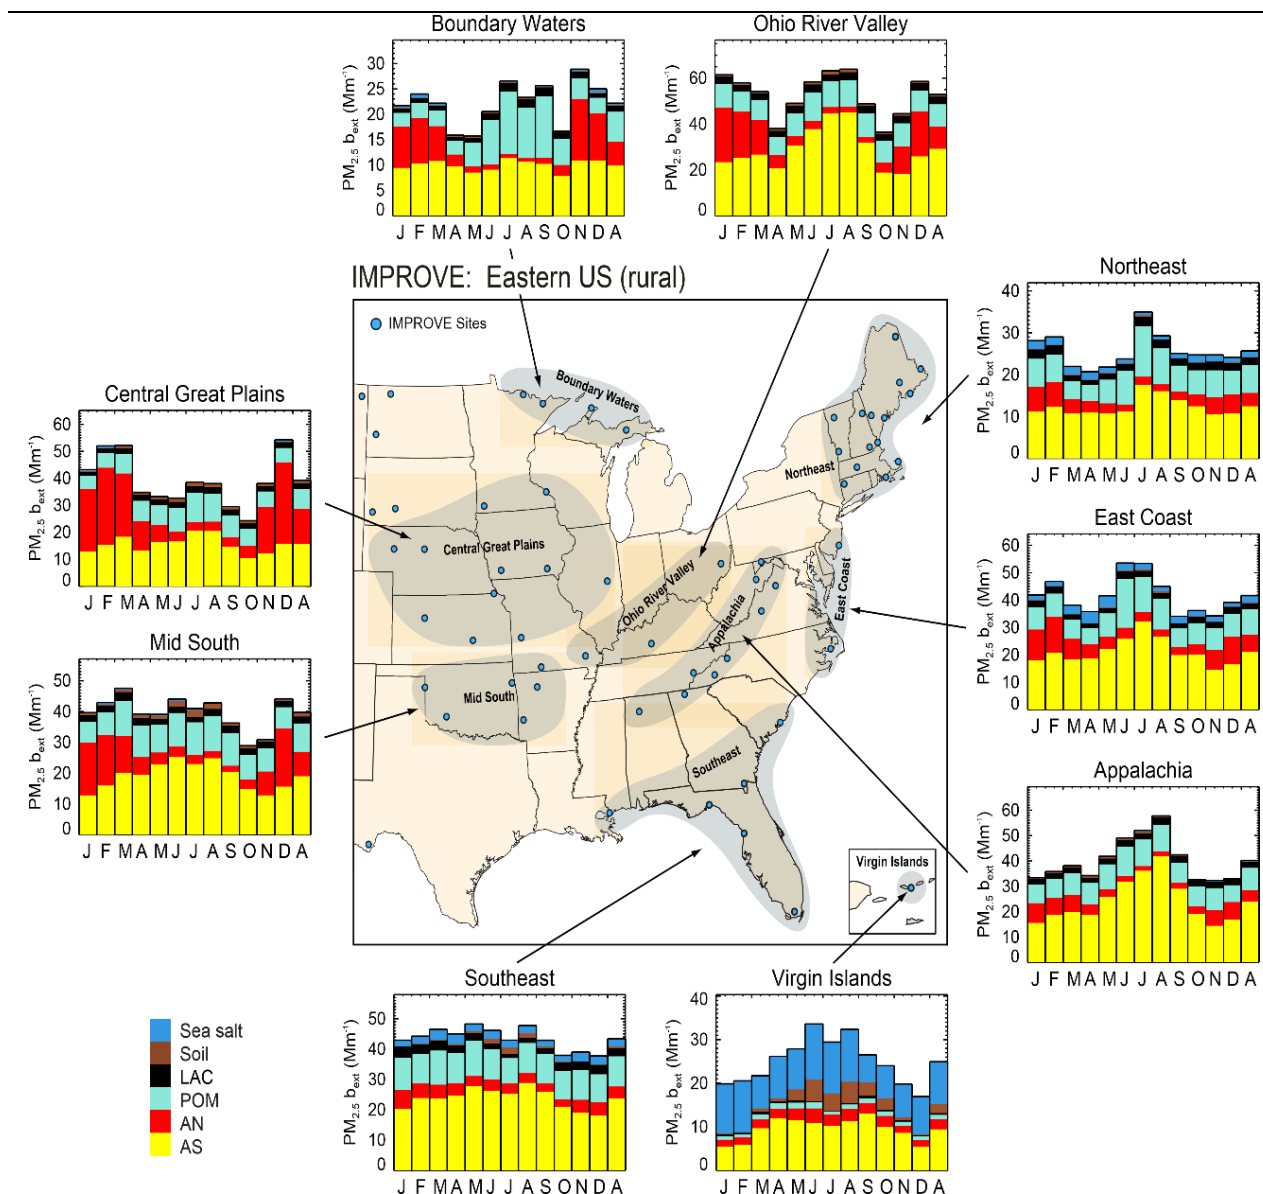 Boundary Waters
PM2.5 bext (Mm-1)
30
25
20
15
10
5
0
J F M A M J J A S O N D A
Ohio River Valley
PM2.5 bext (Mm-1)
60
40
20
0
J F M A M J J A S O N D A
IMPROVE: Eastern US (rural)
IMPROVE Sites
Boundary Waters
Northeast
Central Great Plains
Ohio River Valley
Appalachia
East Coast
Mid South
Southeast
Virgin Islands
Northeast
PM2.5 bext (Mm-1)
40
30
20
10
0
J F M A M J J A S O N D A
Central Great Plains
PM2.5 bext (Mm-1)
60
50
40
30
20
10
0
J F M A M J J A S O N D A
East Coast
PM2.5 bext (Mm-1)
60
50
40
30
20
10
0
J F M A M J J A S O N D A
Mid South
PM2.5 bext (Mm-1)
50
40
30
20
10
0
J F M A M J J A S O N D A
Appalachia
PM2.5 bext (Mm-1)
60
50
40
30
20
10
0
J F M A M J J A S O N D A
Southeast
PM2.5 bext (Mm-1)
50
40
30
20
10
0
J F M A M J J A S O N D A
Virgin Islands
PM2.5 bext (Mm-1)
40
30
20
10
0
J F M A M J J A S O N D A
Sea salt
Soil
LAC
POM
AN
AS